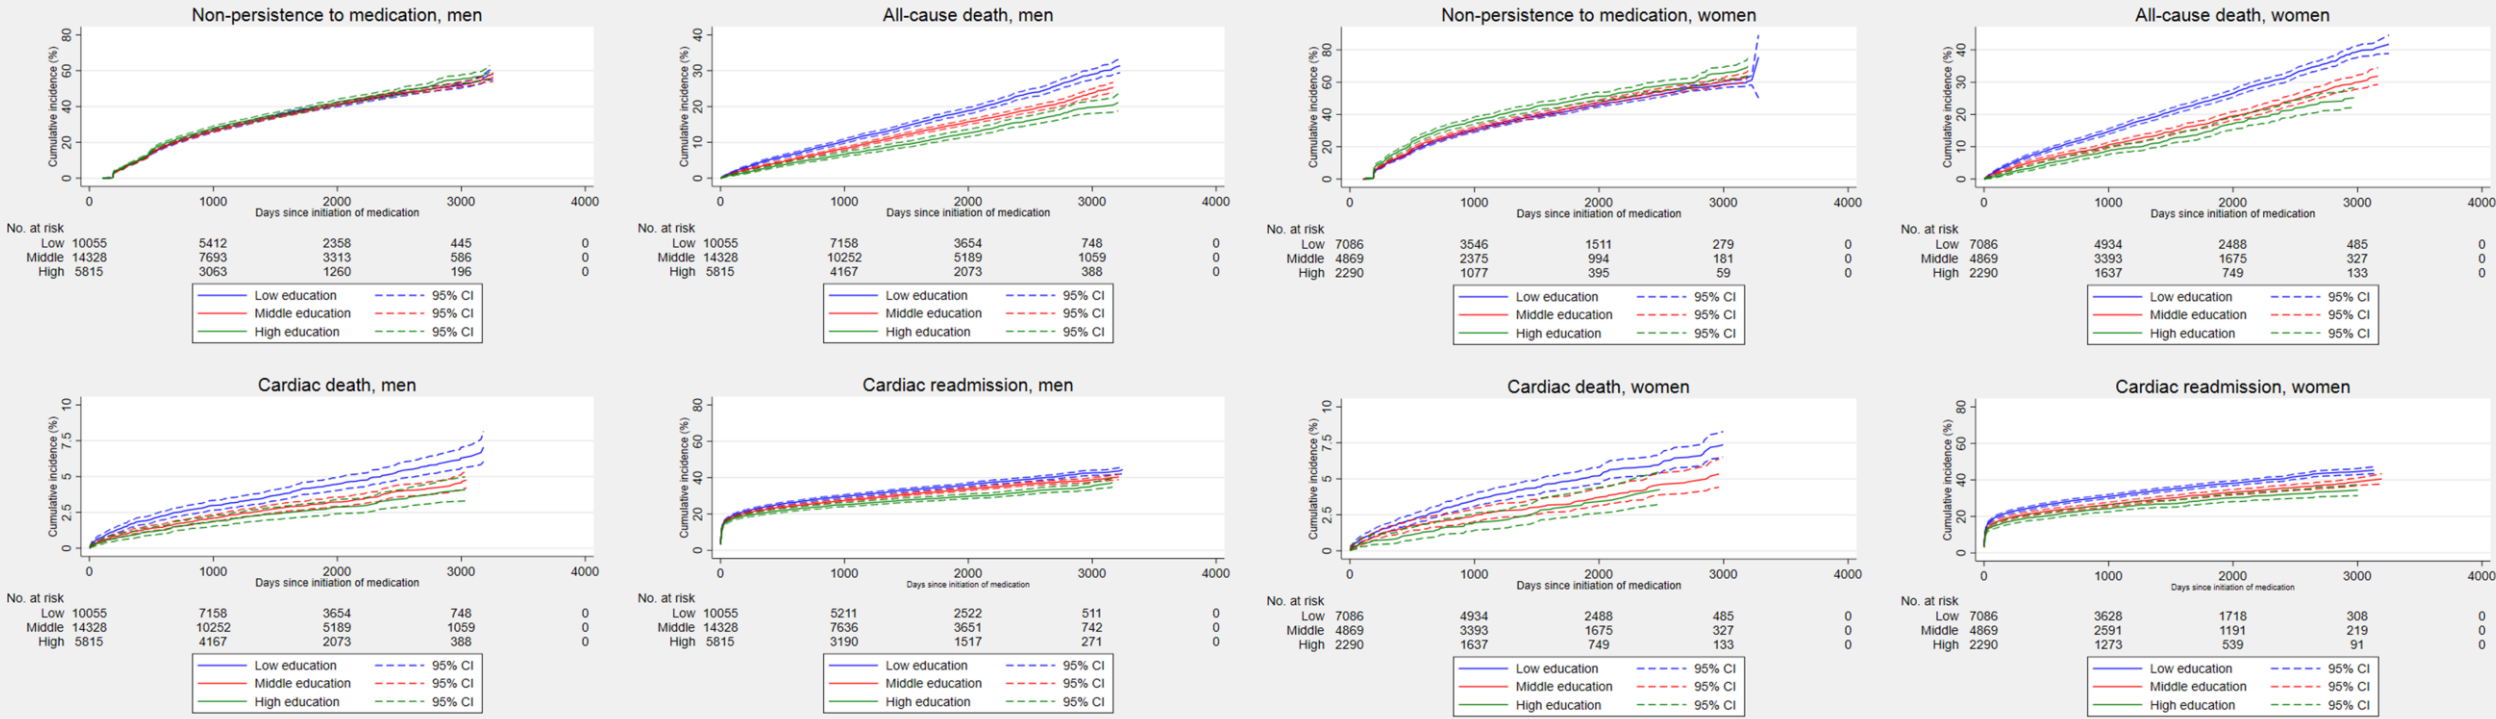 Non-persistence to medication, men
Cumulative incidence (%)
0 20 40 60 80
0 1000 2000 3000 4000
Days since initiation of medication
No. at risk
Low 10055 5412 2358 445 0
Middle 14328 7693 3313 586 0
High 5815 3063 1260 196 0
Low education 95% CI
Middle education 95% CI
High education 95% CI
All-cause death, men
Cumulative incidence (%)
0 10 20 30 40
0 1000 2000 3000 4000
Days since initiation of medication
No. at risk
Low 10055 7158 3654 748 0
Middle 14328 10252 5189 1059 0
High 5815 4167 2073 388 0
Low education 95% CI
Middle education 95% CI
High education 95% CI
Non-persistence to medication, women
Cumulative incidence (%)
0 20 40 60 80
0 1000 2000 3000 4000
Days since initiation of medication
No. at risk
Low 7086 3546 1511 279 0
Middle 4869 2375 994 181 0
High 2290 1077 395 59 0
Low education 95% CI
Middle education 95% CI
High education 95% CI
All-cause death, women
Cumulative incidence (%)
0 10 20 30 40
0 1000 2000 3000 4000
Days since initiation of medication
No. at risk
Low 7086 4934 2488 485 0
Middle 4869 3393 1675 327 0
High 2290 1637 749 133 0
Low education 95% CI
Middle education 95% CI
High education 95% CI
Cardiac death, men
Cumulative incidence (%)
0 2.5 5 7.5 10
0 1000 2000 3000 4000
Days since initiation of medication
No. at risk
Low 10055 7158 3654 748 0
Middle 14328 10252 5189 1059 0
High 5815 4167 2073 388 0
Low education 95% CI
Middle education 95% CI
High education 95% CI
Cardiac readmission, men
Cumulative incidence (%)
0 20 40 60 80
0 1000 2000 3000 4000
Days since initiation of medication
No. at risk
Low 10055 5211 2522 511 0
Middle 14328 7636 3651 742 0
High 5815 3190 1517 271 0
Low education 95% CI
Middle education 95% CI
High education 95% CI
Cardiac death, women
Cumulative incidence (%)
0 2.5 5 7.5 10
0 1000 2000 3000 4000
Days since initiation of medication
No. at risk
Low 7086 4934 2488 485 0
Middle 4869 3393 1675 327 0
High 2290 1637 749 133 0
Low education 95% CI
Middle education 95% CI
High education 95% CI
Cardiac readmission, women
Cumulative incidence (%)
0 20 40 60 80
0 1000 2000 3000 4000
Days since initiation of medication
No. at risk
Low 7086 3628 1718 308 0
Middle 4869 2591 1191 219 0
High 2290 1273 539 91 0
Low education 95% CI
Middle education 95% CI
High education 95% CI